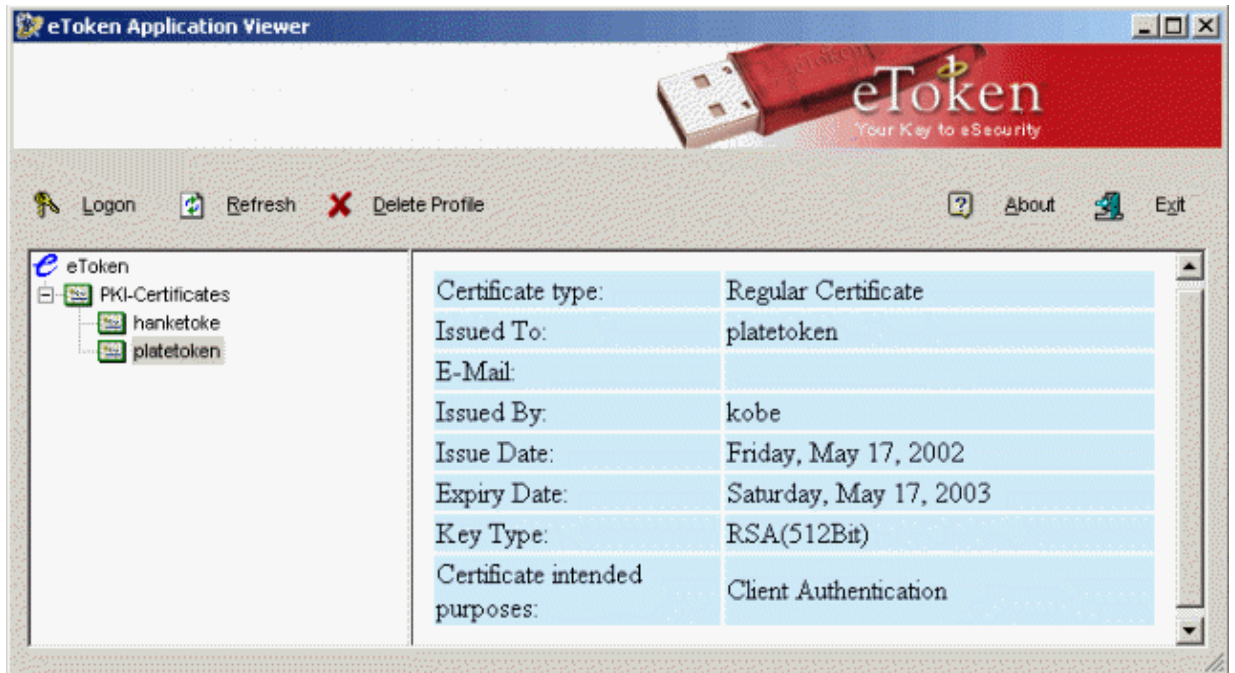 eToken Application Viewer
eToken
Your Key to eSecurity
Logon Refresh Delete Profile About Exit
eToken
PKI-Certificates
hanketoke
platetoken
Certificate type: Regular Certificate
Issued To: platetoken
E-Mail:
Issued By: kobe
Issue Date: Friday, May 17, 2002
Expiry Date: Saturday, May 17, 2003
Key Type: RSA(512Bit)
Certificate intended
purposes: Client Authentication